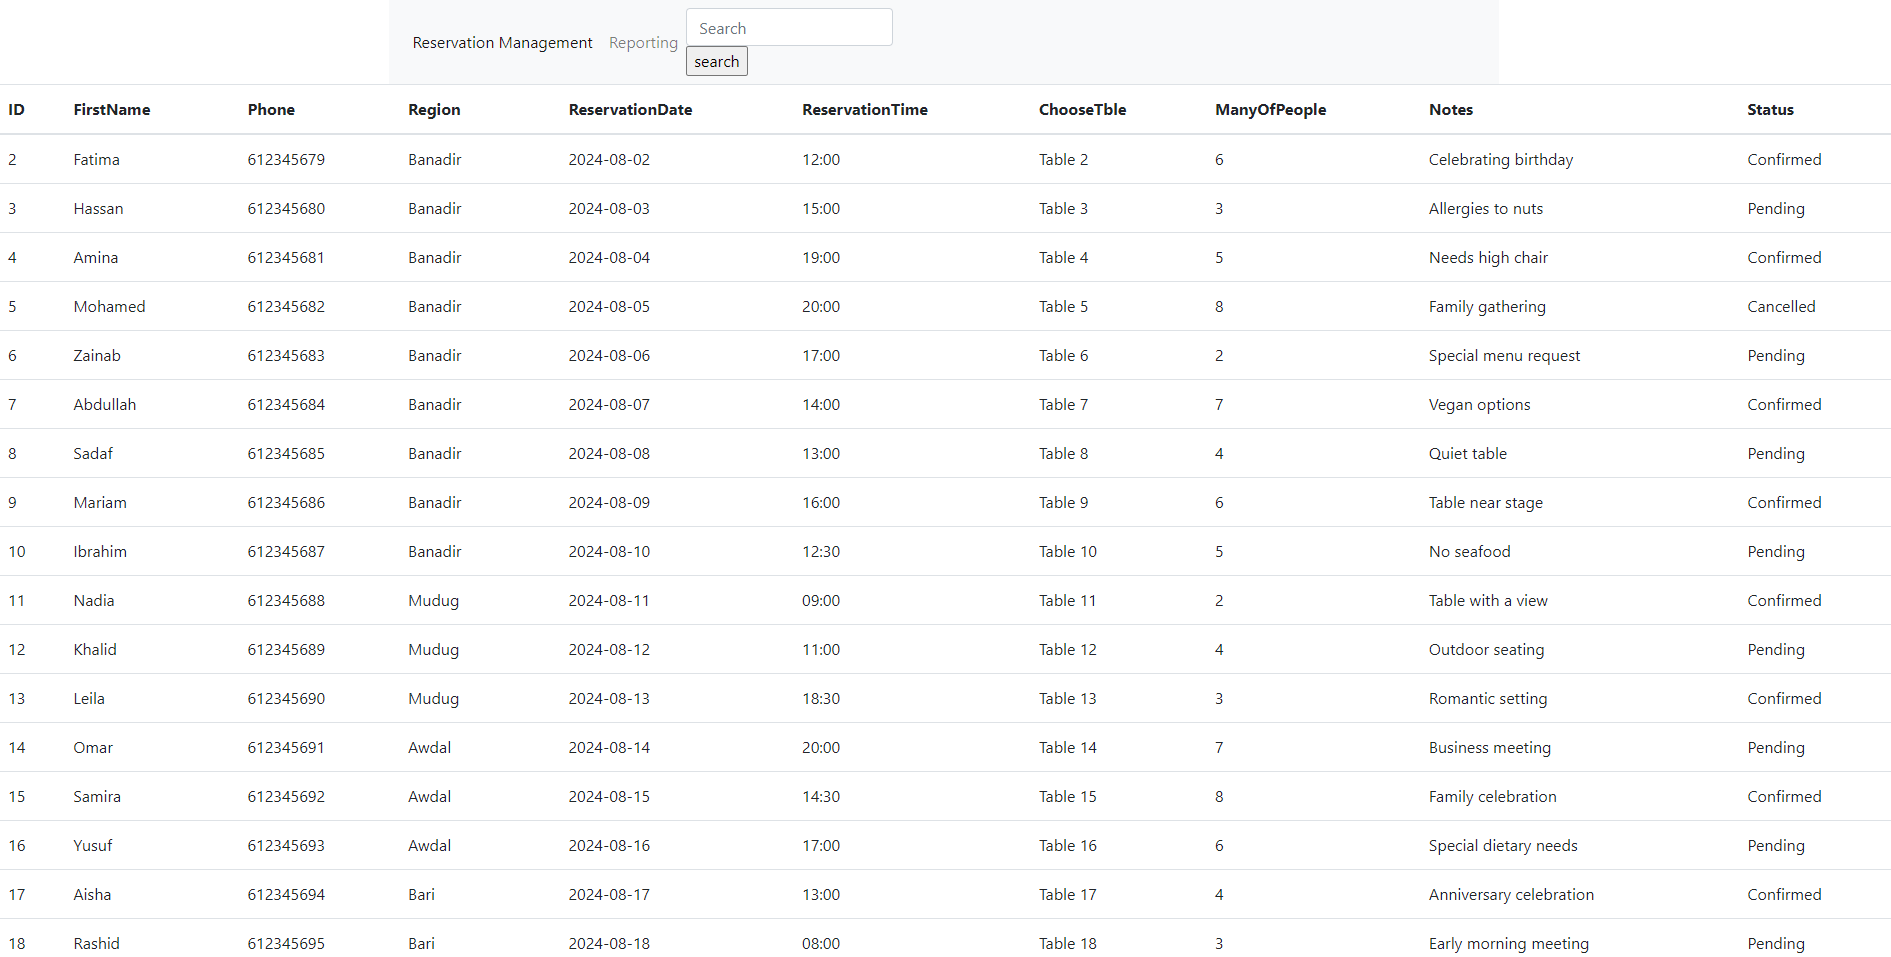 Search
Reservation Management Reporting
search
ID FirstName Phone Region ReservationDate ReservationTime ChooseTble ManyOfPeople Notes Status
2 Fatima 612345679 Banadir 2024-08-02 12:00 Table 2 6 Celebrating birthday Confirmed
3 Hassan 612345680 Banadir 2024-08-03 15:00 Table 3 3 Allergies to nuts Pending
4 Amina 612345681 Banadir 2024-08-04 19:00 Table 4 5 Needs high chair Confirmed
5 Mohamed 612345682 Banadir 2024-08-05 20:00 Table 5 8 Family gathering Cancelled
6 Zainab 612345683 Banadir 2024-08-06 17:00 Table 6 2 Special menu request Pending
7 Abdullah 612345684 Banadir 2024-08-07 14:00 Table 7 7 Vegan options Confirmed
8 Sadaf 612345685 Banadir 2024-08-08 13:00 Table 8 4 Quiet table Pending
9 Mariam 612345686 Banadir 2024-08-09 16:00 Table 9 6 Table near stage Confirmed
10 Ibrahim 612345687 Banadir 2024-08-10 12:30 Table 10 5 No seafood Pending
11 Nadia 612345688 Mudug 2024-08-11 09:00 Table 11 2 Table with a view Confirmed
12 Khalid 612345689 Mudug 2024-08-12 11:00 Table 12 4 Outdoor seating Pending
13 Leila 612345690 Mudug 2024-08-13 18:30 Table 13 3 Romantic setting Confirmed
14 Omar 612345691 Awdal 2024-08-14 20:00 Table 14 7 Business meeting Pending
15 Samira 612345692 Awdal 2024-08-15 14:30 Table 15 8 Family celebration Confirmed
16 Yusuf 612345693 Awdal 2024-08-16 17:00 Table 16 6 Special dietary needs Pending
17 Aisha 612345694 Bari 2024-08-17 13:00 Table 17 4 Anniversary celebration Confirmed
18 Rashid 612345695 Bari 2024-08-18 08:00 Table 18 3 Early morning meeting Pending